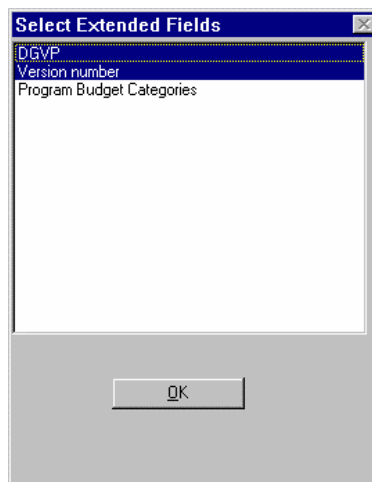 Select Extended Fields
DGVP
Version number
Program Budget Categories
OK